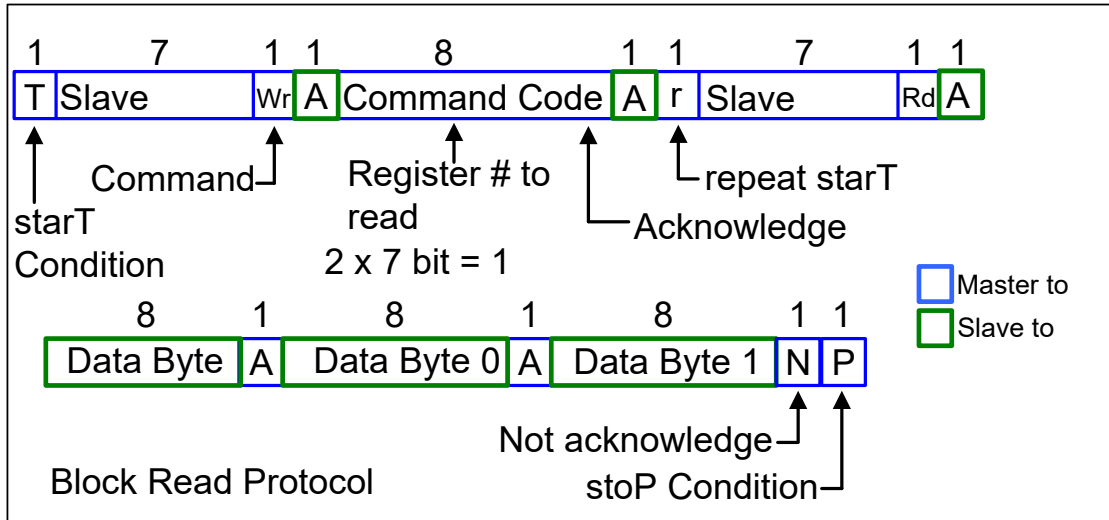 1 7 1 1 8 1 1 7 1 1
T Slave Wr A Command Code A r Slave Rd A
Command
Register # to
read
2 x 7 bit = 1
repeat starT
Acknowledge
starT
Condition
Master to
Slave to
8 1 8 1 8 1 1
Data Byte A Data Byte 0 A Data Byte 1 N P
Not acknowledge
stoP Condition
Block Read Protocol